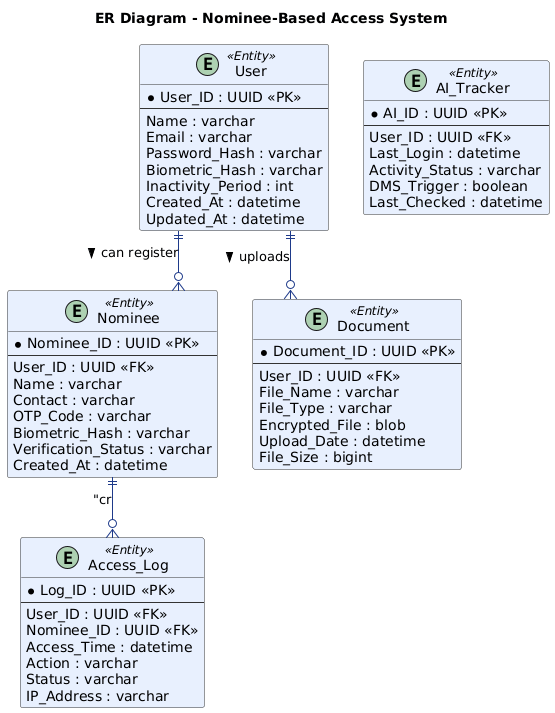 ER Diagram - Nominee-Based Access System
E
«Entity»
User
User_ID : UUID «PK»
Name : varchar
Email : varchar
Password_Hash : varchar
Biometric_Hash : varchar
Inactivity_Period : int
Created_At : datetime
Updated_At : datetime
E
«Entity»
AI_Tracker
AI_ID : UUID «PK»
User_ID : UUID «FK»
Last_Login : datetime
Activity_Status : varchar
DMS_Trigger : boolean
Last_Checked : datetime
can register
uploads
E
«Entity»
Nominee
Nominee_ID : UUID «PK»
User_ID : UUID «FK»
Name : varchar
Contact : varchar
OTP_Code : varchar
Biometric_Hash : varchar
Verification_Status : varchar
Created_At : datetime
E
«Entity»
Document
Document_ID : UUID «PK»
User_ID : UUID «FK»
File_Name : varchar
File_Type : varchar
Encrypted_File : blob
Upload_Date : datetime
File_Size : bigint
"cr
E
«Entity»
Access_Log
Log_ID : UUID «PK»
User_ID : UUID «FK»
Nominee_ID : UUID «FK»
Access_Time : datetime
Action : varchar
Status : varchar
IP_Address : varchar